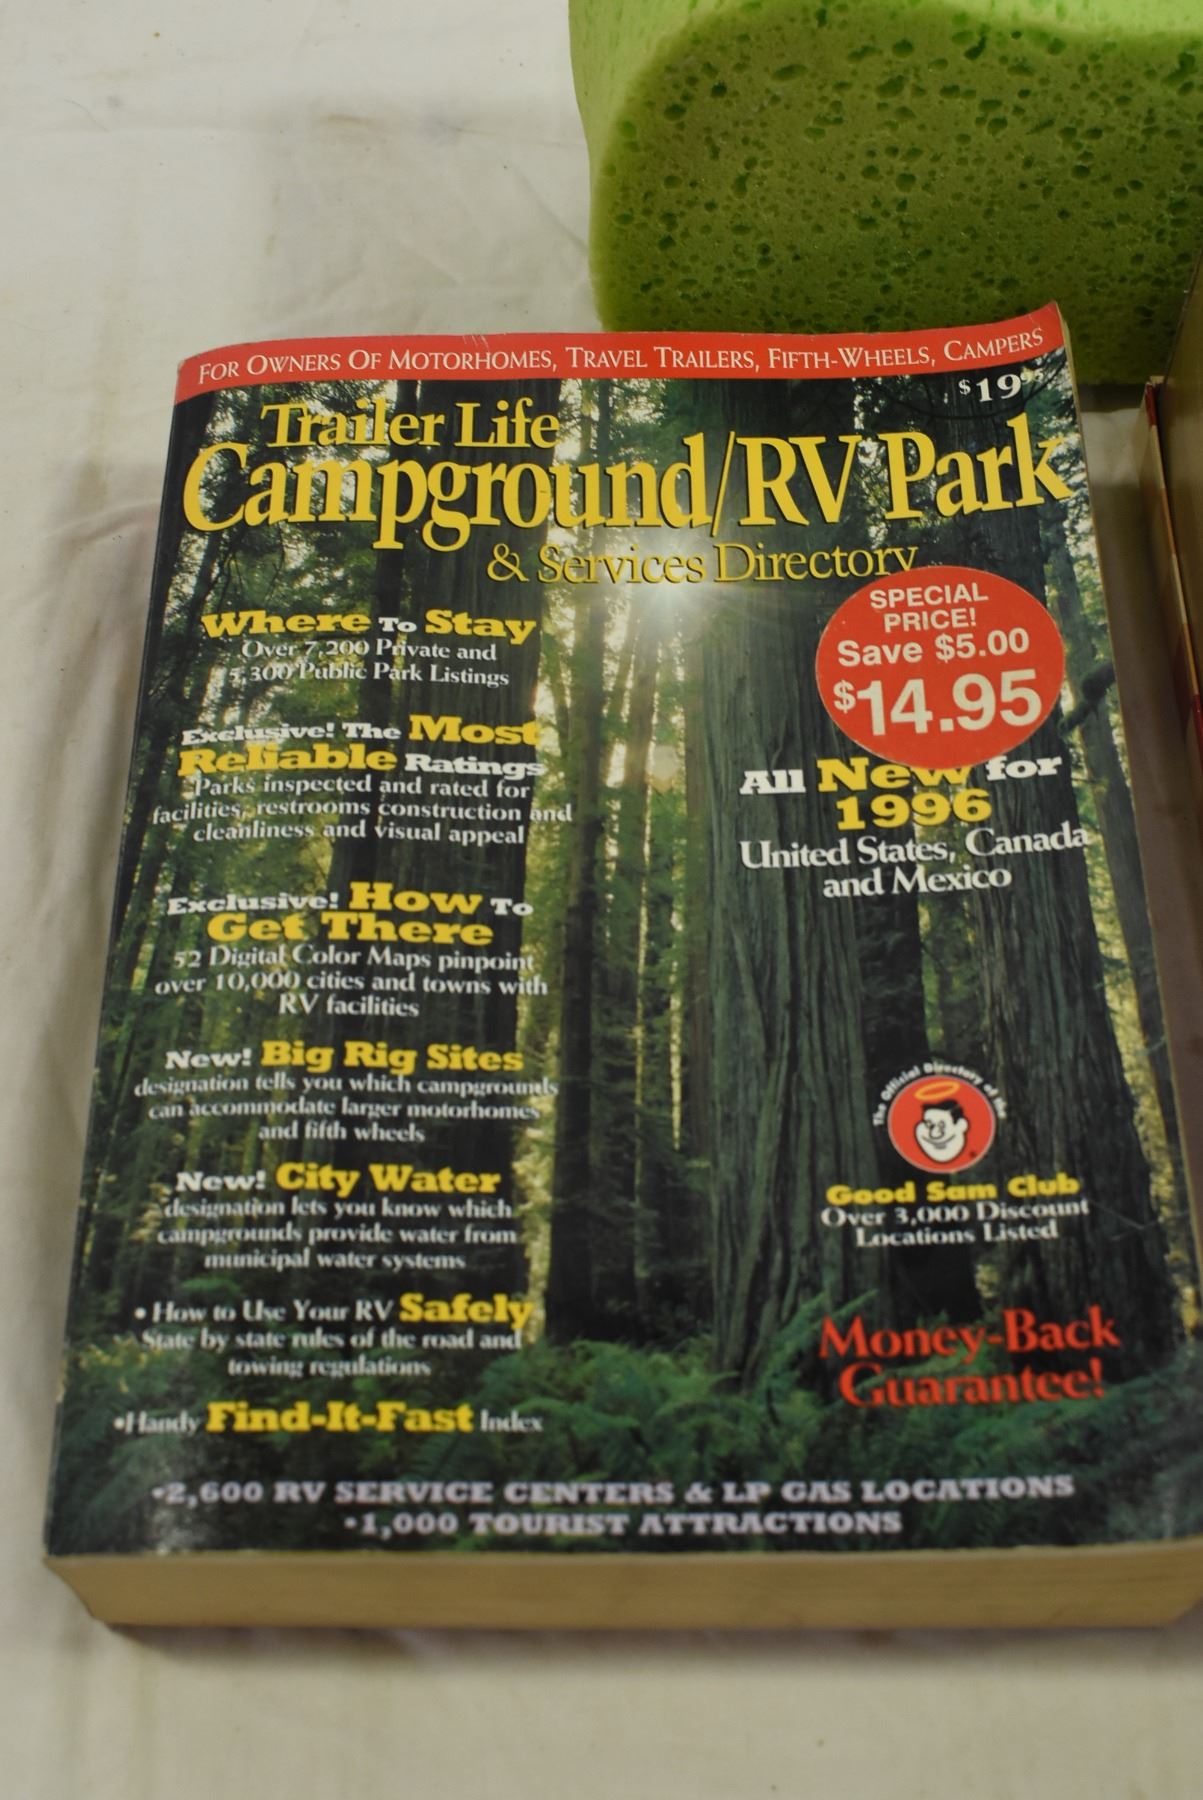 FOR OWNERS OF MOTORHOMES, TRAVEL TRAILERS, FIFTH-WHEELS, CAMPERS
$19.95
Trailer Life
Campground/RV Park
& Services Directory
SPECIAL
PRICE!
Save $5.00
$14.95
Where To Stay
Over 7,200 Private and
5,300 Public Park Listings
Exclusive! The Most
Reliable Ratings
Parks inspected and rated for
facilities, restrooms construction and
cleanliness and visual appeal
Exclusive! How To
Get There
52 Digital Color Maps pinpoint
over 10,000 cities and towns with
RV facilities
New! Big Rig Sites
designation tells you which campgrounds
can accommodate larger motorhomes
and fifth wheels
New! City Water
designation lets you know which
campgrounds provide water from
municipal water systems
• How to Use Your RV Safely
State by state rules of the road and
towing regulations
•Handy Find-It-Fast Index
All New for
1996
United States, Canada
and Mexico
The Official Directory of the
Good Sam Club
Over 3,000 Discount
Locations Listed
Money-Back
Guarantee!
•2,600 RV SERVICE CENTERS & LP GAS LOCATIONS
•1,000 TOURIST ATTRACTIONS